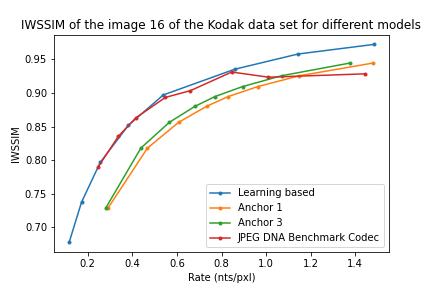 IWSSIM of the image 16 of the Kodak data set for different models
IWSSIM
0.95
0.90
0.85
0.80
0.75
0.70
Learning based
Anchor 1
Anchor 3
JPEG DNA Benchmark Codec
0.2 0.4 0.6 0.8 1.0 1.2 1.4
Rate (nts/pxl)